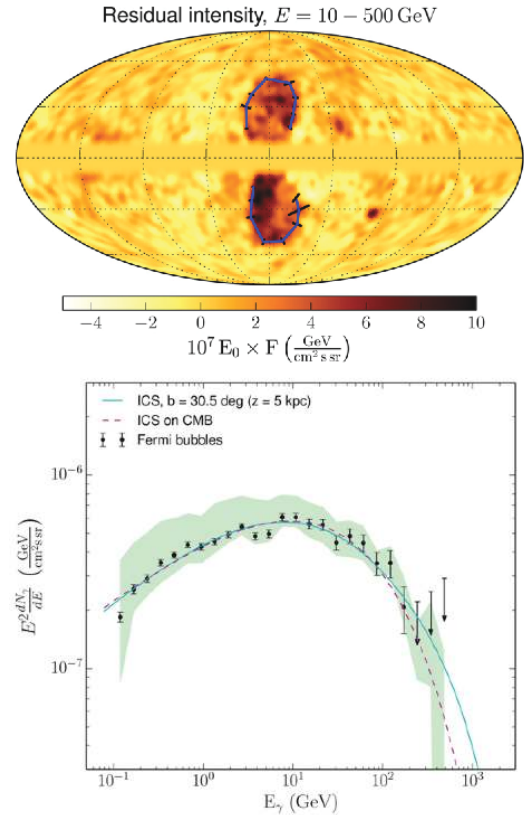 Residual intensity, E = 10 − 500 GeV
−4 −2 0 2 4 6 8 10
10⁷ E₀ × F (GeV / cm² s sr)
ICS, b = 30.5 deg (z = 5 kpc)
ICS on CMB
Fermi bubbles
10⁻⁶
E² dNγ/dE (GeV / cm² s sr)
10⁻⁷
10⁻¹ 10⁰ 10¹ 10² 10³
Eγ (GeV)